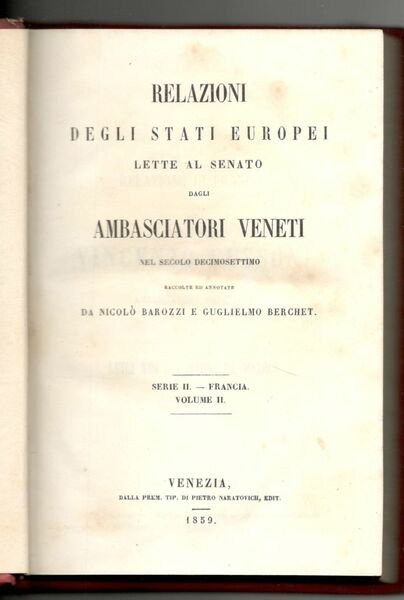 RELAZIONI
DEGLI STATI EUROPEI
LETTE AL SENATO
DAGLI
AMBASCIATORI VENETI
NEL SECOLO DECIMOSETTIMO
RACCOLTE ED ANNOTATE
DA NICOLÒ BAROZZI E GUGLIELMO BERCHET.
SERIE II. — FRANCIA.
VOLUME II.
VENEZIA,
DALLA PREM. TIP. DI PIETRO NARATOVICH, EDIT.
1859.